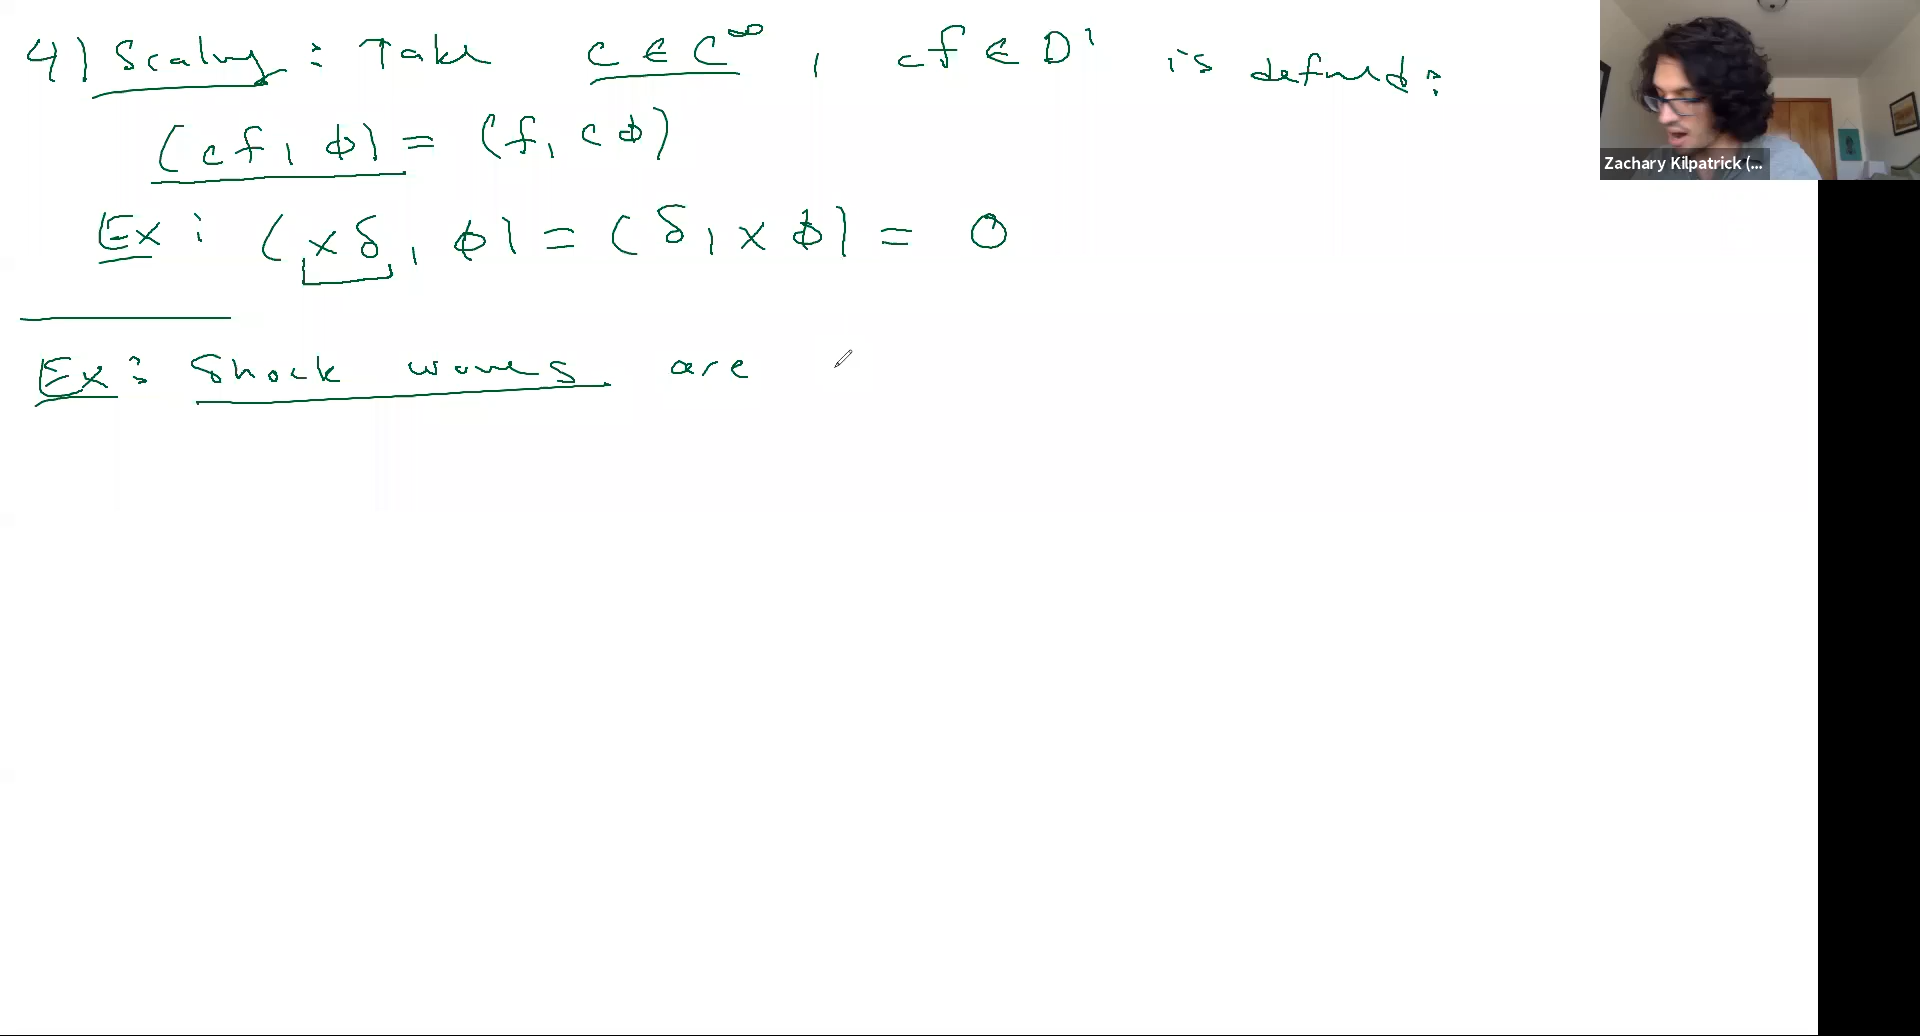 4) Scaling : Take c ∈ C^∞ , cf ∈ D' is defined:
(cf, φ) = (f, cφ)
Ex : (xδ, φ) = (δ, xφ) = 0
Ex : Shock waves are
Zachary Kilpatrick (...